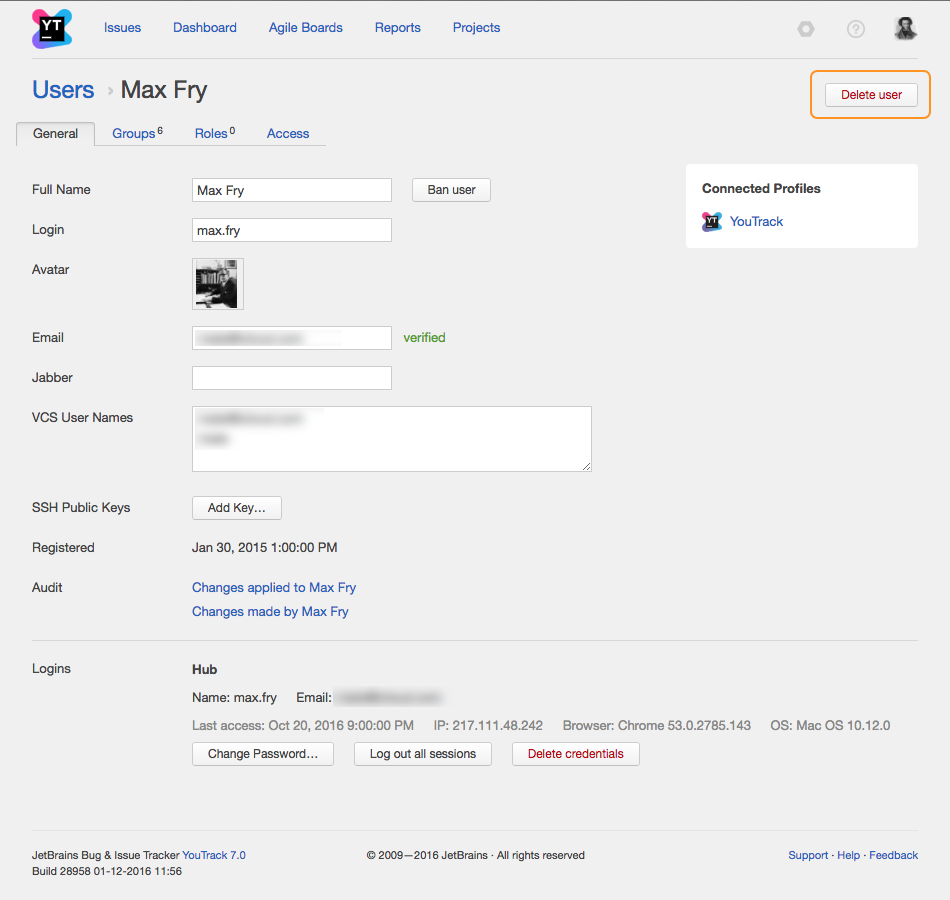 YT
Issues Dashboard Agile Boards Reports Projects ?
Users › Max Fry
Delete user
General Groups 6 Roles 0 Access
Full Name Max Fry Ban user
Connected Profiles
YT YouTrack
Login max.fry
Avatar
Email verified
Jabber
VCS User Names
SSH Public Keys Add Key...
Registered Jan 30, 2015 1:00:00 PM
Audit Changes applied to Max Fry
Changes made by Max Fry
Logins Hub
Name: max.fry Email:
Last access: Oct 20, 2016 9:00:00 PM IP: 217.111.48.242 Browser: Chrome 53.0.2785.143 OS: Mac OS 10.12.0
Change Password... Log out all sessions Delete credentials
JetBrains Bug & Issue Tracker YouTrack 7.0 © 2009—2016 JetBrains · All rights reserved Support · Help · Feedback
Build 28958 01-12-2016 11:56